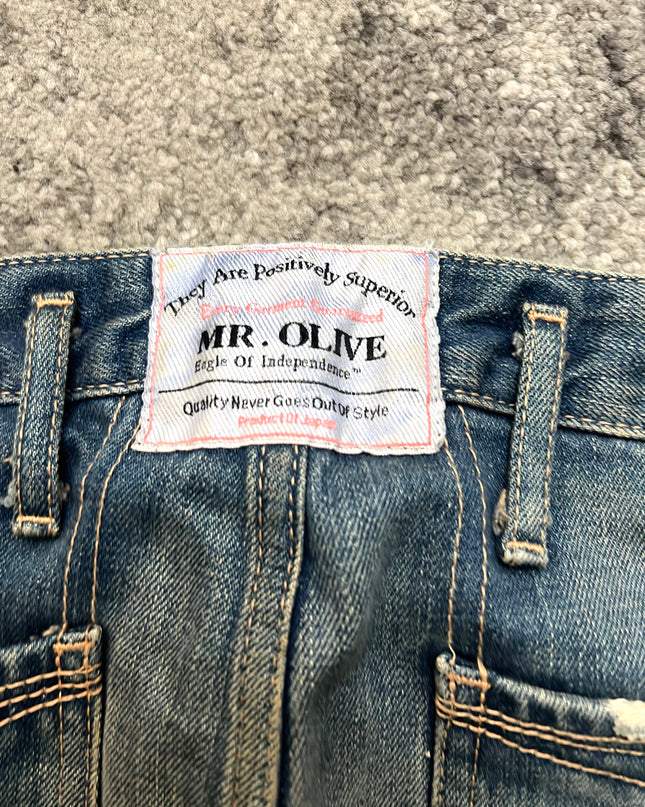 They Are Positively Superior
Every Garment Guaranteed
MR. OLIVE
Eagle Of Independence™
Quality Never Goes Out Of Style
Product Of Japan